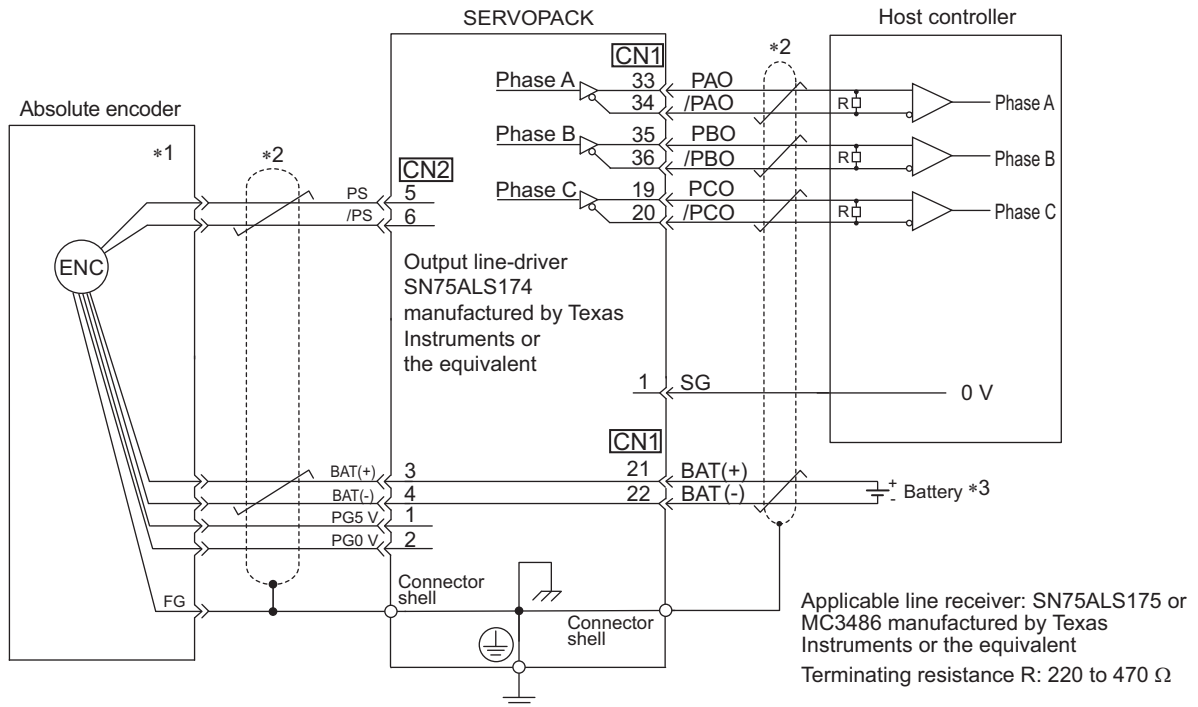 SERVOPACK
Host controller
Absolute encoder
*1
*2
ENC
PS
/PS
BAT(+)
BAT(-)
PG5 V
PG0 V
FG
CN2
5
6
3
4
1
2
Output line-driver
SN75ALS174
manufactured by Texas
Instruments or
the equivalent
Connector
shell
Connector
shell
CN1
Phase A
33
PAO
34
/PAO
Phase B
35
PBO
36
/PBO
Phase C
19
PCO
20
/PCO
1
SG
CN1
21
BAT(+)
22
BAT(-)
*2
R
R
R
Phase A
Phase B
Phase C
0 V
+
-
Battery *3
Applicable line receiver: SN75ALS175 or
MC3486 manufactured by Texas
Instruments or the equivalent
Terminating resistance R: 220 to 470 Ω